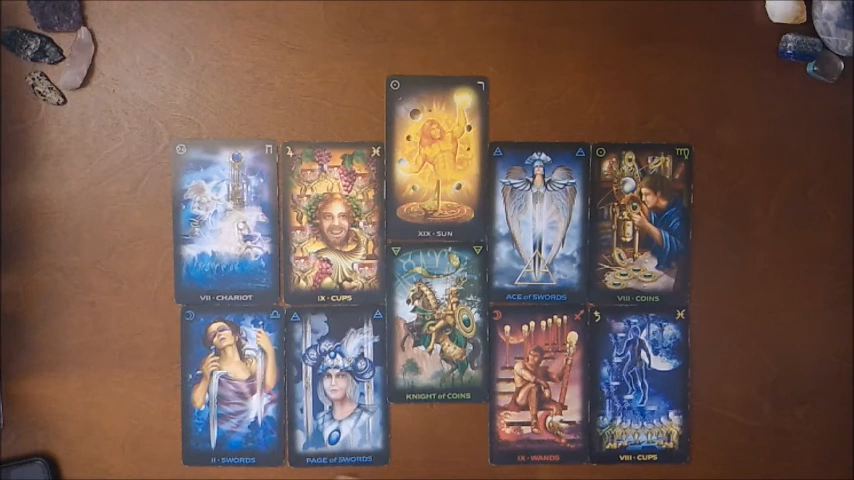 XIX • SUN
VII • CHARIOT
IX • CUPS
ACE of SWORDS
VIII • COINS
KNIGHT of COINS
II • SWORDS
PAGE of SWORDS
IX • WANDS
VIII • CUPS